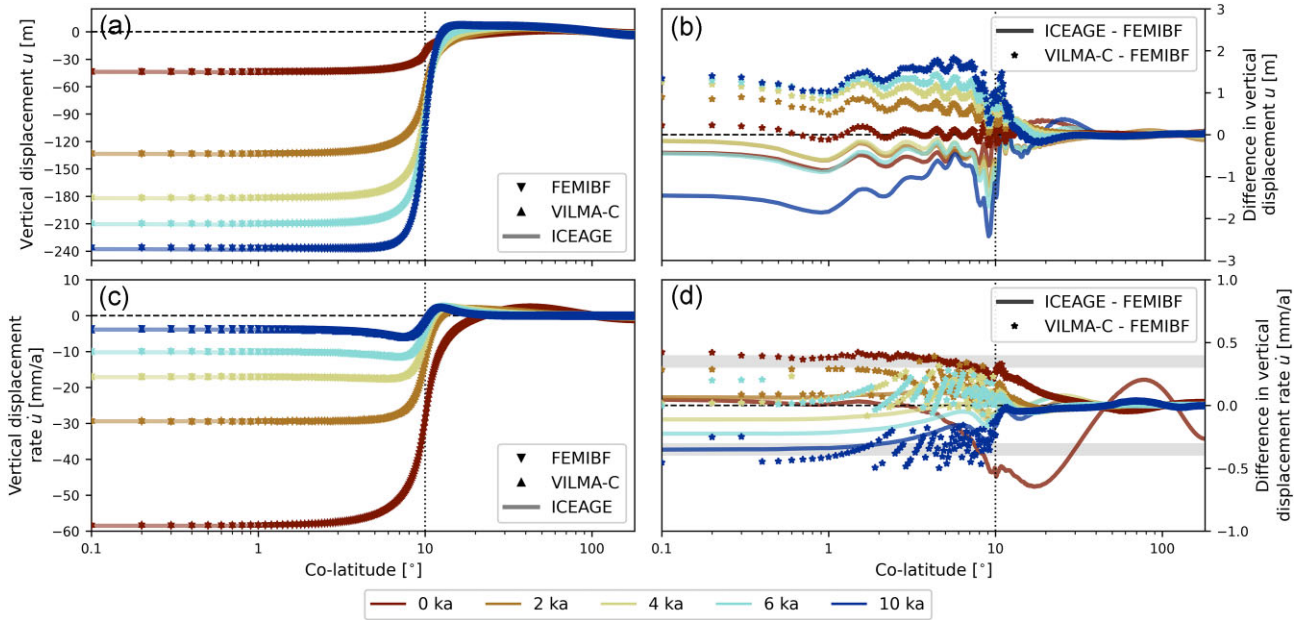 (a)
Vertical displacement u [m]
0
−30
−60
−90
−120
−150
−180
−210
−240
FEMIBF
VILMA-C
ICEAGE
(b)
ICEAGE - FEMIBF
VILMA-C - FEMIBF
3
2
1
0
−1
−2
−3
Difference in vertical
displacement u [m]
(c)
Vertical displacement
rate u̇ [mm/a]
10
0
−10
−20
−30
−40
−50
−60
FEMIBF
VILMA-C
ICEAGE
0.1
1
10
100
Co-latitude [°]
(d)
ICEAGE - FEMIBF
VILMA-C - FEMIBF
1.0
0.5
0.0
−0.5
−1.0
Difference in vertical
displacement rate u̇ [mm/a]
0.1
1
10
100
Co-latitude [°]
0 ka
2 ka
4 ka
6 ka
10 ka